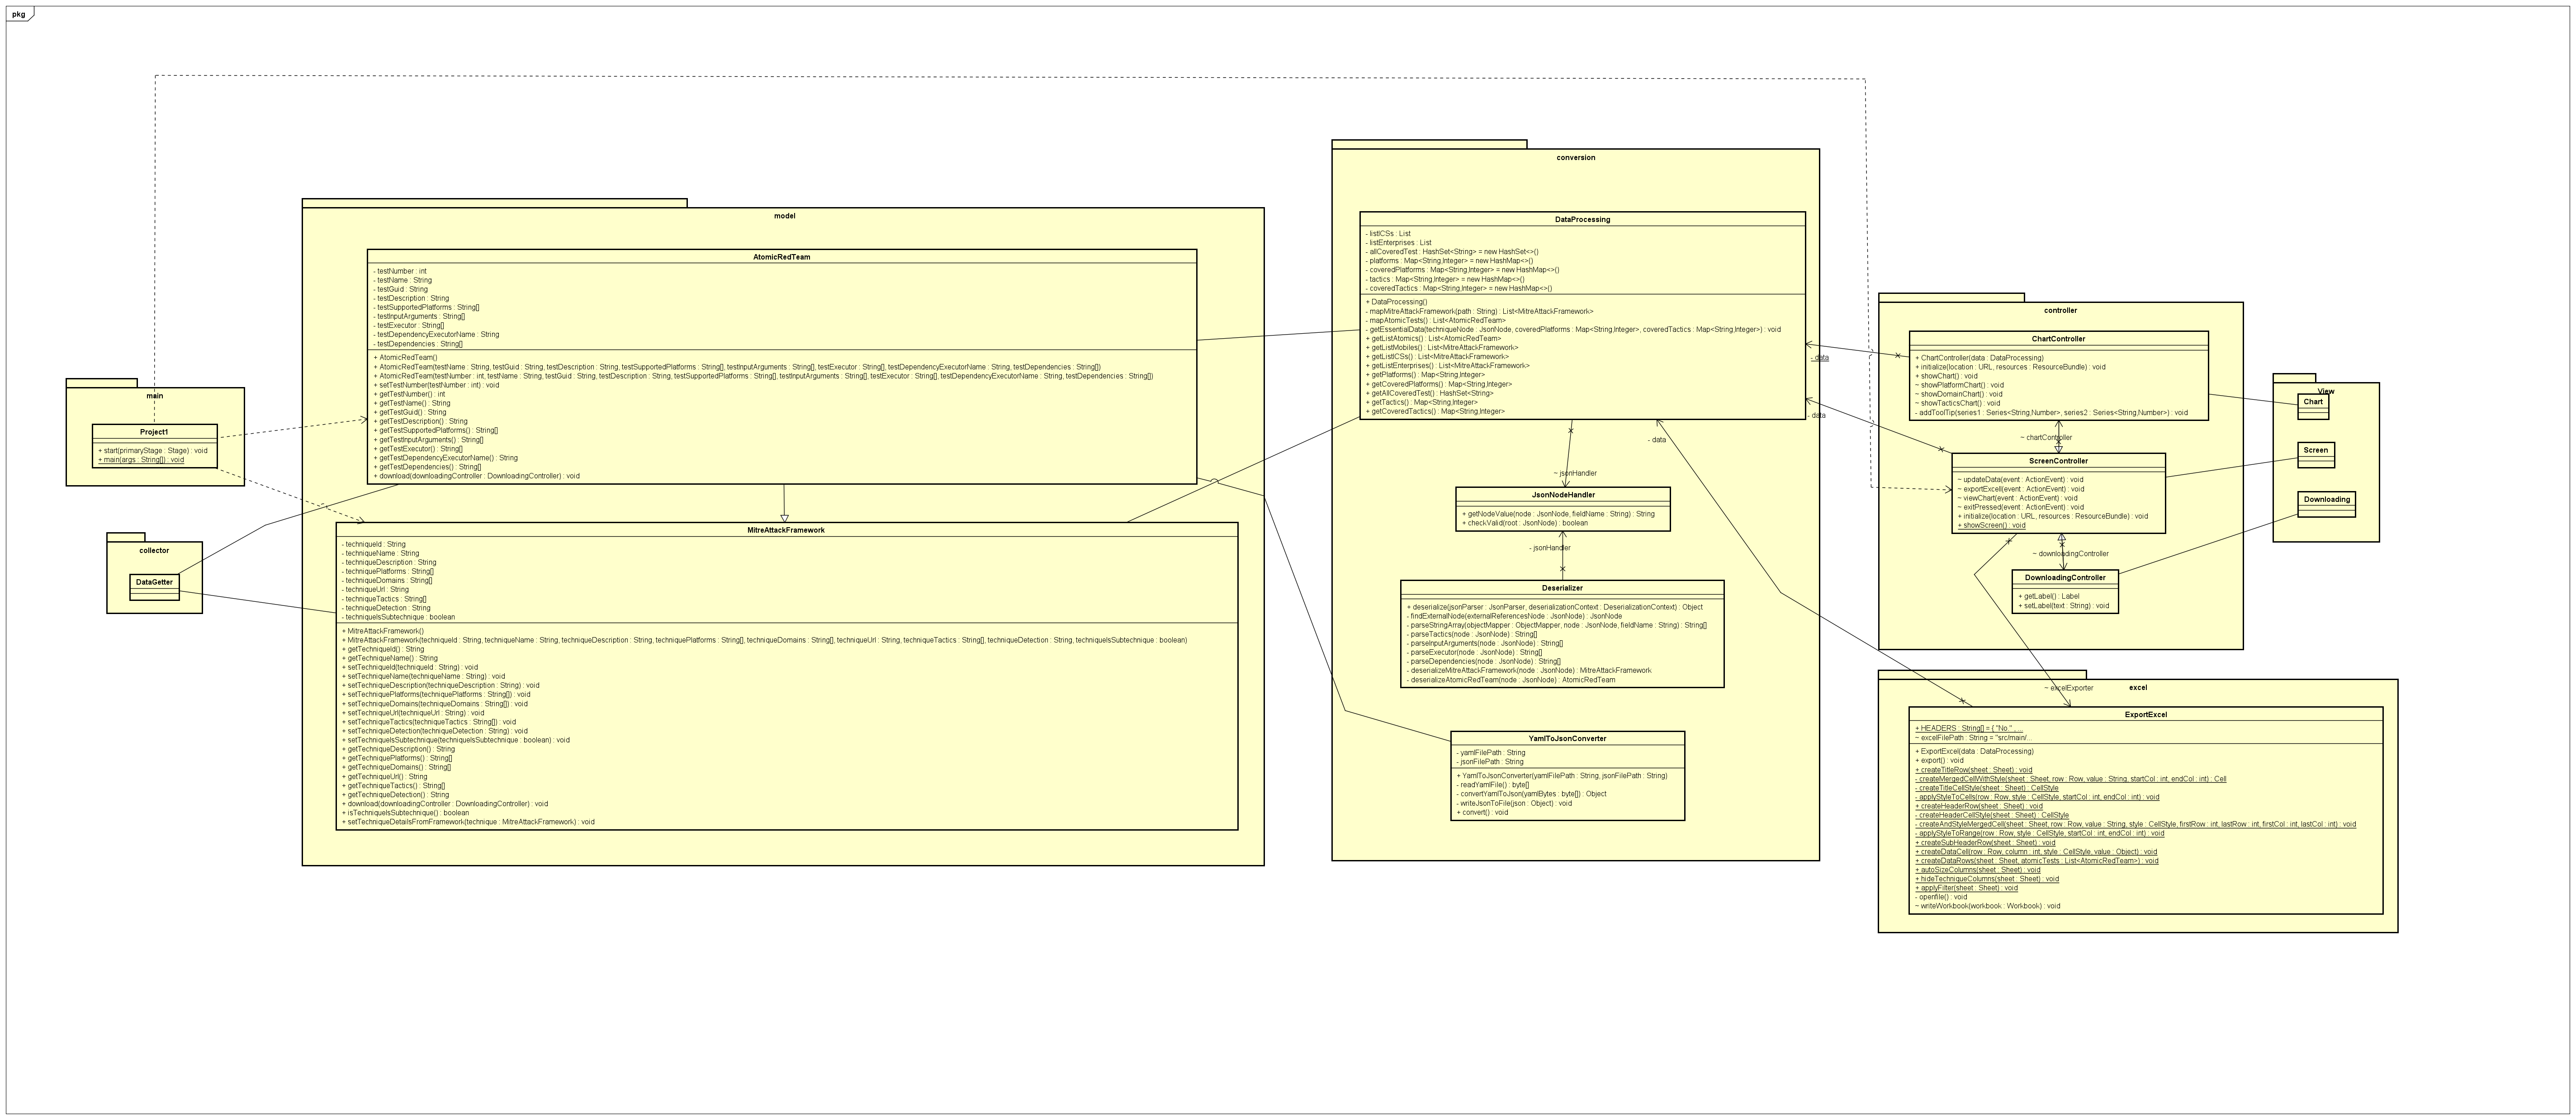 pkg
main
Project1
+ start(primaryStage : Stage) : void
+ main(args : String[]) : void
collector
DataGetter
model
AtomicRedTeam
- testNumber : int
- testName : String
- testGuid : String
- testDescription : String
- testSupportedPlatforms : String[]
- testInputArguments : String[]
- testExecutor : String[]
- testDependencyExecutorName : String
- testDependencies : String[]
+ AtomicRedTeam()
+ AtomicRedTeam(testName : String, testGuid : String, testDescription : String, testSupportedPlatforms : String[], testInputArguments : String[], testExecutor : String[], testDependencyExecutorName : String, testDependencies : String[])
+ AtomicRedTeam(testNumber : int, testName : String, testGuid : String, testDescription : String, testSupportedPlatforms : String[], testInputArguments : String[], testExecutor : String[], testDependencyExecutorName : String, testDependencies : String[])
+ setTestNumber(testNumber : int) : void
+ getTestNumber() : int
+ getTestName() : String
+ getTestGuid() : String
+ getTestDescription() : String
+ getTestSupportedPlatforms() : String[]
+ getTestInputArguments() : String[]
+ getTestExecutor() : String[]
+ getTestDependencyExecutorName() : String
+ getTestDependencies() : String[]
+ download(downloadingController : DownloadingController) : void
MitreAttackFramework
- techniqueId : String
- techniqueName : String
- techniqueDescription : String
- techniquePlatforms : String[]
- techniqueDomains : String[]
- techniqueUrl : String
- techniqueTactics : String[]
- techniqueDetection : String
- techniqueIsSubtechnique : boolean
+ MitreAttackFramework()
+ MitreAttackFramework(techniqueId : String, techniqueName : String, techniqueDescription : String, techniquePlatforms : String[], techniqueDomains : String[], techniqueUrl : String, techniqueTactics : String[], techniqueDetection : String, techniqueIsSubtechnique : boolean)
+ getTechniqueId() : String
+ getTechniqueName() : String
+ setTechniqueId(techniqueId : String) : void
+ setTechniqueName(techniqueName : String) : void
+ setTechniqueDescription(techniqueDescription : String) : void
+ setTechniquePlatforms(techniquePlatforms : String[]) : void
+ setTechniqueDomains(techniqueDomains : String[]) : void
+ setTechniqueUrl(techniqueUrl : String) : void
+ setTechniqueTactics(techniqueTactics : String[]) : void
+ setTechniqueDetection(techniqueDetection : String) : void
+ setTechniqueIsSubtechnique(techniqueIsSubtechnique : boolean) : void
+ getTechniqueDescription() : String
+ getTechniquePlatforms() : String[]
+ getTechniqueDomains() : String[]
+ getTechniqueUrl() : String
+ getTechniqueTactics() : String[]
+ getTechniqueDetection() : String
+ download(downloadingController : DownloadingController) : void
+ isTechniqueIsSubtechnique() : boolean
+ setTechniqueDetailsFromFramework(technique : MitreAttackFramework) : void
conversion
DataProcessing
- listICSs : List
- listEnterprises : List
- allCoveredTest : HashSet<String> = new HashSet<>()
- platforms : Map<String,Integer> = new HashMap<>()
- coveredPlatforms : Map<String,Integer> = new HashMap<>()
- tactics : Map<String,Integer> = new HashMap<>()
- coveredTactics : Map<String,Integer> = new HashMap<>()
+ DataProcessing()
- mapMitreAttackFramework(path : String) : List<MitreAttackFramework>
- mapAtomicTests() : List<AtomicRedTeam>
- getEssentialData(techniqueNode : JsonNode, coveredPlatforms : Map<String,Integer>, coveredTactics : Map<String,Integer>) : void
+ getListAtomics() : List<AtomicRedTeam>
+ getListMobiles() : List<MitreAttackFramework>
+ getListICSs() : List<MitreAttackFramework>
+ getListEnterprises() : List<MitreAttackFramework>
+ getPlatforms() : Map<String,Integer>
+ getCoveredPlatforms() : Map<String,Integer>
+ getAllCoveredTest() : HashSet<String>
+ getTactics() : Map<String,Integer>
+ getCoveredTactics() : Map<String,Integer>
- data
- data
- data
~ jsonHandler
JsonNodeHandler
+ getNodeValue(node : JsonNode, fieldName : String) : String
+ checkValid(root : JsonNode) : boolean
- jsonHandler
Deserializer
+ deserialize(jsonParser : JsonParser, deserializationContext : DeserializationContext) : Object
- findExternalNode(externalReferencesNode : JsonNode) : JsonNode
- parseStringArray(objectMapper : ObjectMapper, node : JsonNode, fieldName : String) : String[]
- parseTactics(node : JsonNode) : String[]
- parseInputArguments(node : JsonNode) : String[]
- parseExecutor(node : JsonNode) : String[]
- parseDependencies(node : JsonNode) : String[]
- deserializeMitreAttackFramework(node : JsonNode) : MitreAttackFramework
- deserializeAtomicRedTeam(node : JsonNode) : AtomicRedTeam
YamlToJsonConverter
- yamlFilePath : String
- jsonFilePath : String
+ YamlToJsonConverter(yamlFilePath : String, jsonFilePath : String)
- readYamlFile() : byte[]
- convertYamlToJson(yamlBytes : byte[]) : Object
- writeJsonToFile(json : Object) : void
+ convert() : void
controller
ChartController
+ ChartController(data : DataProcessing)
+ initialize(location : URL, resources : ResourceBundle) : void
+ showChart() : void
~ showPlatformChart() : void
~ showDomainChart() : void
~ showTacticsChart() : void
- addToolTip(series1 : Series<String,Number>, series2 : Series<String,Number>) : void
~ chartController
ScreenController
~ updateData(event : ActionEvent) : void
~ exportExcell(event : ActionEvent) : void
~ viewChart(event : ActionEvent) : void
~ exitPressed(event : ActionEvent) : void
+ initialize(location : URL, resources : ResourceBundle) : void
+ showScreen() : void
~ downloadingController
DownloadingController
+ getLabel() : Label
+ setLabel(text : String) : void
View
Chart
Screen
Downloading
~ excelExporter
excel
ExportExcel
+ HEADERS : String[] = { "No.", ...
~ excelFilePath : String = "src/main/...
+ ExportExcel(data : DataProcessing)
+ export() : void
+ createTitleRow(sheet : Sheet) : void
- createMergedCellWithStyle(sheet : Sheet, row : Row, value : String, startCol : int, endCol : int) : Cell
- createTitleCellStyle(sheet : Sheet) : CellStyle
- applyStyleToCells(row : Row, style : CellStyle, startCol : int, endCol : int) : void
+ createHeaderRow(sheet : Sheet) : void
- createHeaderCellStyle(sheet : Sheet) : CellStyle
- createAndStyleMergedCell(sheet : Sheet, row : Row, value : String, style : CellStyle, firstRow : int, lastRow : int, firstCol : int, lastCol : int) : void
- applyStyleToRange(row : Row, style : CellStyle, startCol : int, endCol : int) : void
+ createSubHeaderRow(sheet : Sheet) : void
+ createDataCell(row : Row, column : int, style : CellStyle, value : Object) : void
+ createDataRows(sheet : Sheet, atomicTests : List<AtomicRedTeam>) : void
+ autoSizeColumns(sheet : Sheet) : void
+ hideTechniqueColumns(sheet : Sheet) : void
+ applyFilter(sheet : Sheet) : void
- openfile() : void
~ writeWorkbook(workbook : Workbook) : void